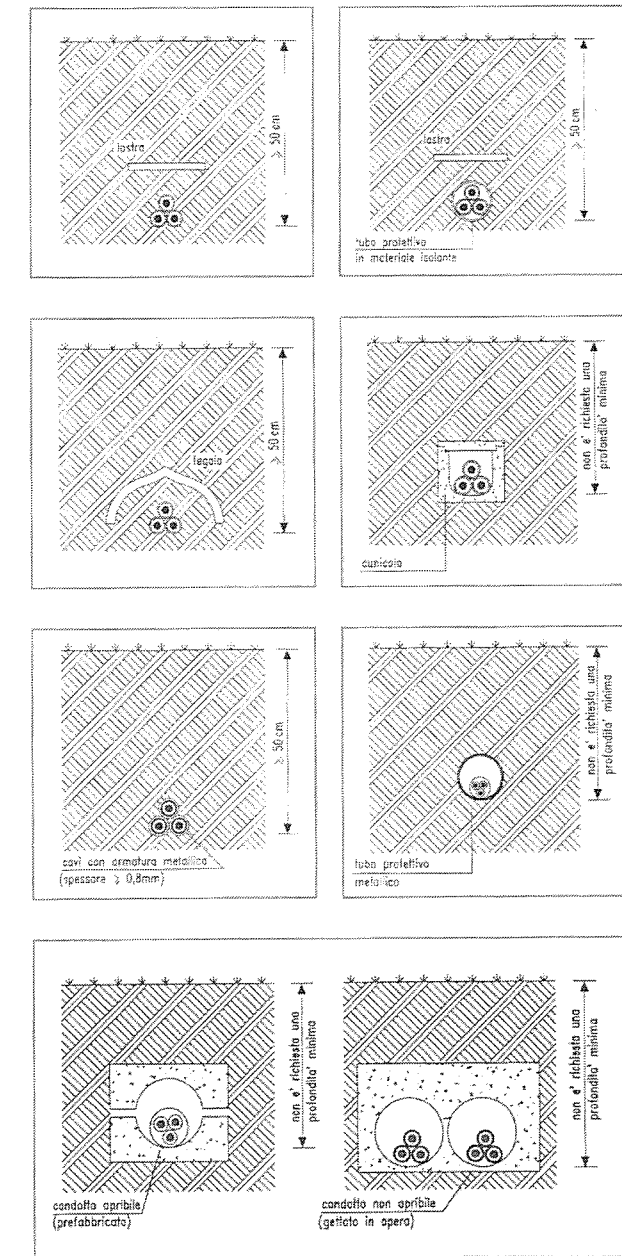 lastra
> 50 cm
lastra
> 50 cm
tubo protettivo
in materiale isolante
tegolo
> 50 cm
non e' richiesta una
profondita' minima
cunicolo
> 50 cm
cavi con armatura metallica
(spessore > 0,8mm)
non e' richiesta una
profondita' minima
tubo protettivo
metallico
non e' richiesta una
profondita' minima
condotto apribile
(prefabbricato)
non e' richiesta una
profondita' minima
condotto non apribile
(gettato in opera)